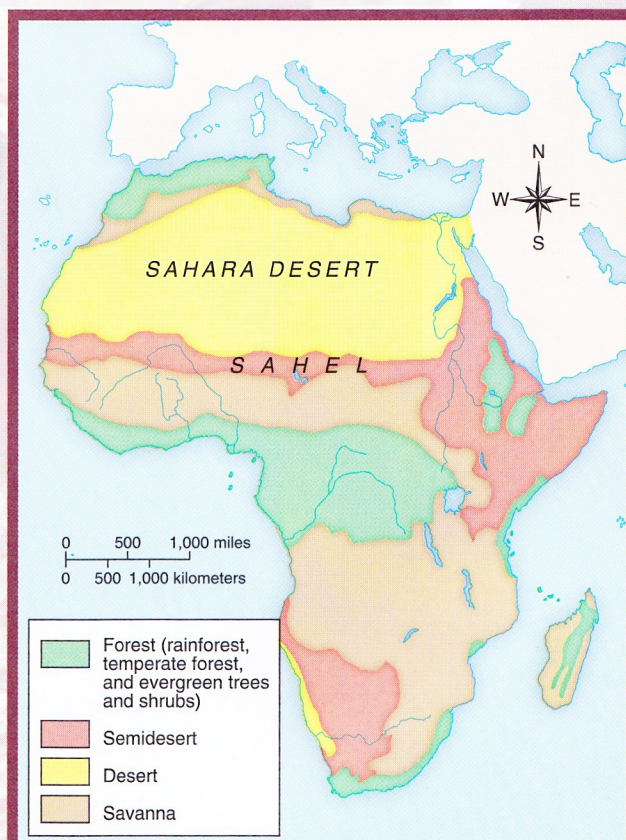 N
W E
S
SAHARA DESERT
SAHEL
0 500 1,000 miles
0 500 1,000 kilometers
Forest (rainforest,
temperate forest,
and evergreen trees
and shrubs)
Semidesert
Desert
Savanna